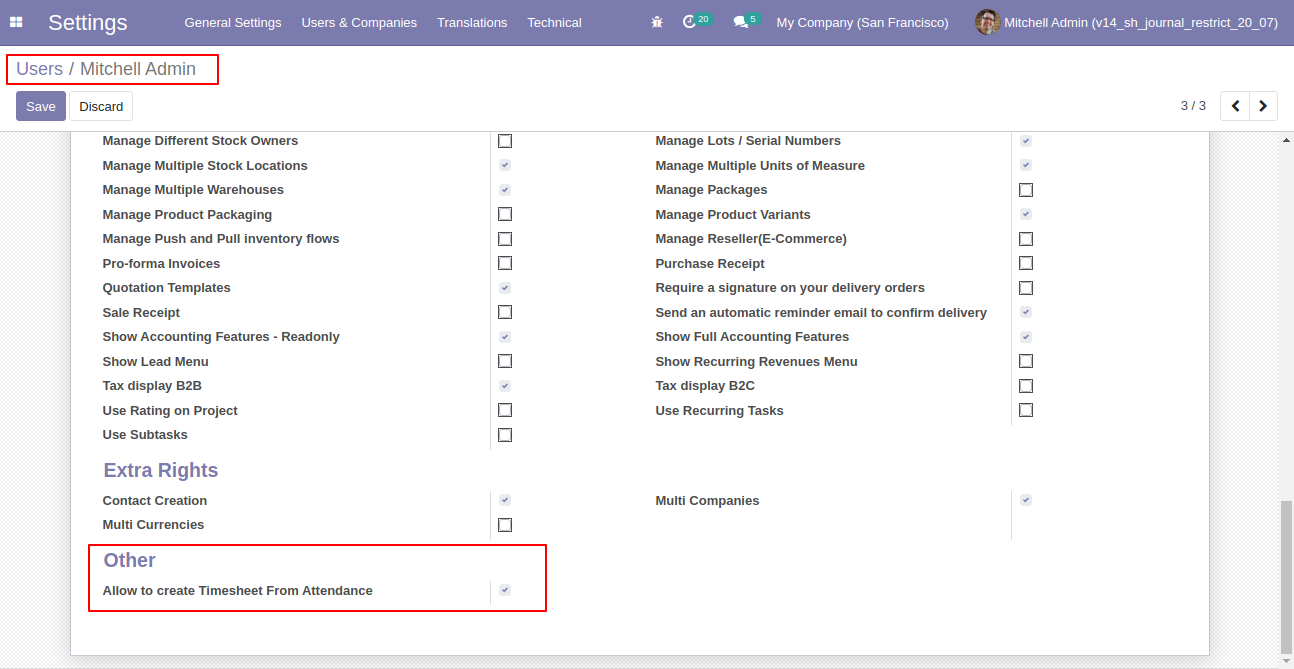 Settings General Settings Users & Companies Translations Technical 20 5 My Company (San Francisco) Mitchell Admin (v14_sh_journal_restrict_20_07)
Users / Mitchell Admin
Save Discard 3 / 3
Manage Different Stock Owners Manage Lots / Serial Numbers
Manage Multiple Stock Locations Manage Multiple Units of Measure
Manage Multiple Warehouses Manage Packages
Manage Product Packaging Manage Product Variants
Manage Push and Pull inventory flows Manage Reseller(E-Commerce)
Pro-forma Invoices Purchase Receipt
Quotation Templates Require a signature on your delivery orders
Sale Receipt Send an automatic reminder email to confirm delivery
Show Accounting Features - Readonly Show Full Accounting Features
Show Lead Menu Show Recurring Revenues Menu
Tax display B2B Tax display B2C
Use Rating on Project Use Recurring Tasks
Use Subtasks
Extra Rights
Contact Creation Multi Companies
Multi Currencies
Other
Allow to create Timesheet From Attendance